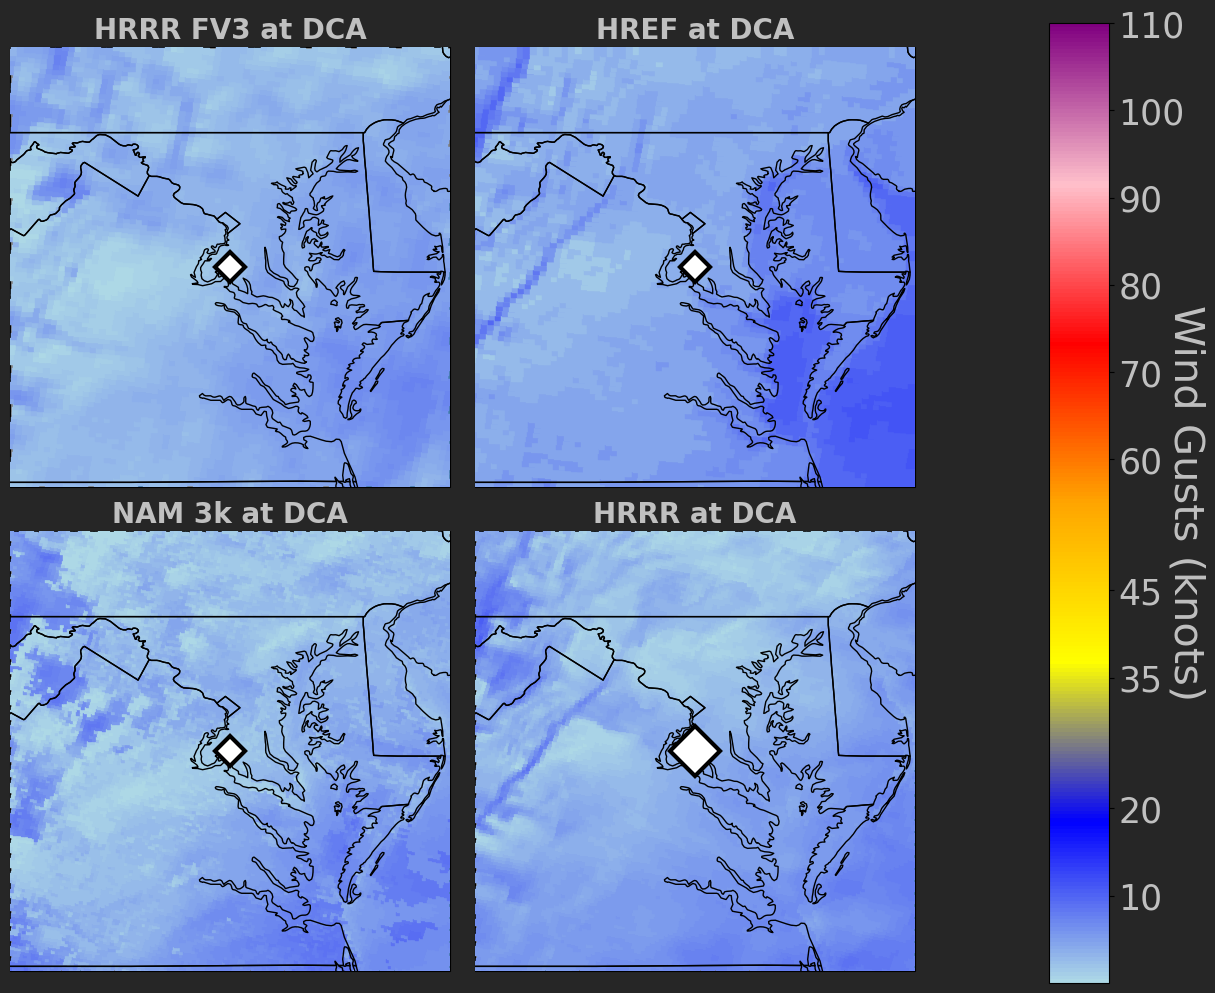 HRRR FV3 at DCA
HREF at DCA
NAM 3k at DCA
HRRR at DCA
110
100
90
80
70
60
45
35
20
10
Wind Gusts (knots)